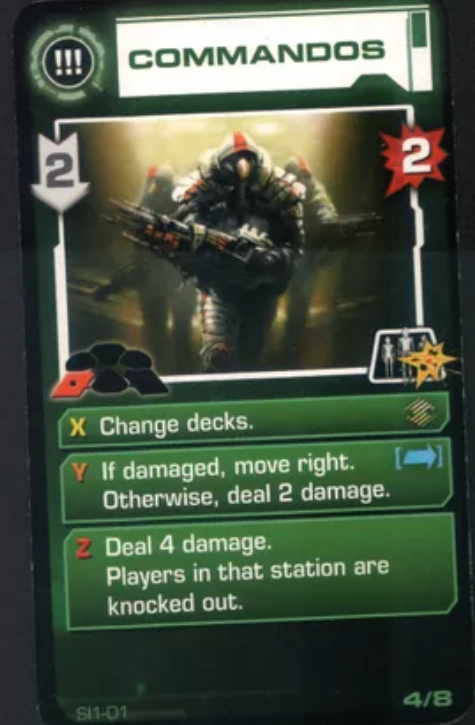 !!!
COMMANDOS
2
2
X Change decks.
Y If damaged, move right.
Otherwise, deal 2 damage.
Z Deal 4 damage.
Players in that station are
knocked out.
SI1-01
4/8